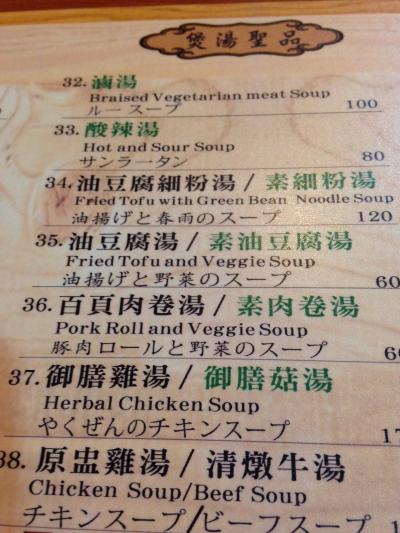 煲湯聖品
32. 滷湯
Braised Vegetarian meat Soup
ルースープ 100
33. 酸辣湯
Hot and Sour Soup
サンラータン 80
34. 油豆腐細粉湯 / 素細粉湯
Fried Tofu with Green Bean Noodle Soup
油揚げと春雨のスープ 120
35. 油豆腐湯 / 素油豆腐湯
Fried Tofu and Veggie Soup
油揚げと野菜のスープ 60
36. 百頁肉卷湯 / 素肉卷湯
Pork Roll and Veggie Soup
豚肉ロールと野菜のスープ 60
37. 御膳雞湯 / 御膳菇湯
Herbal Chicken Soup
やくぜんのチキンスープ 17
38. 原盅雞湯 / 清燉牛湯
Chicken Soup/Beef Soup
チキンスープ/ビーフスープ 1